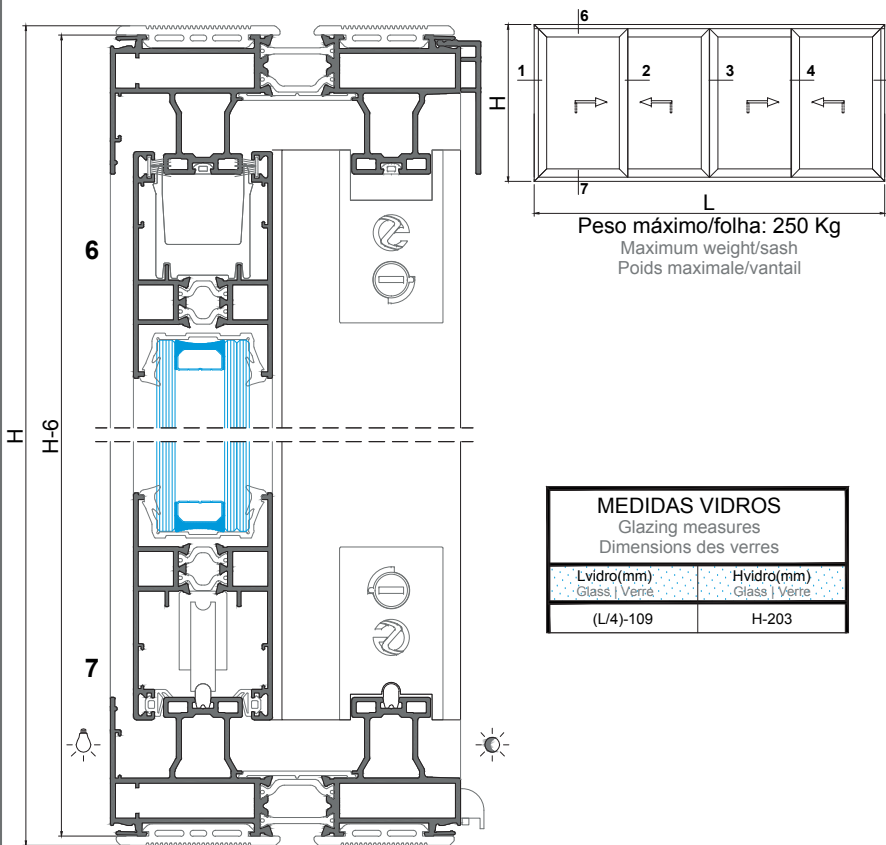 H
H-6
6
7
6
1
2
3
4
H
7
L
Peso máximo/folha: 250 Kg
Maximum weight/sash
Poids maximale/vantail
MEDIDAS VIDROS
Glazing measures
Dimensions des verres
Lvidro(mm) Hvidro(mm)
Glass | Verre Glass | Verre
(L/4)-109 H-203